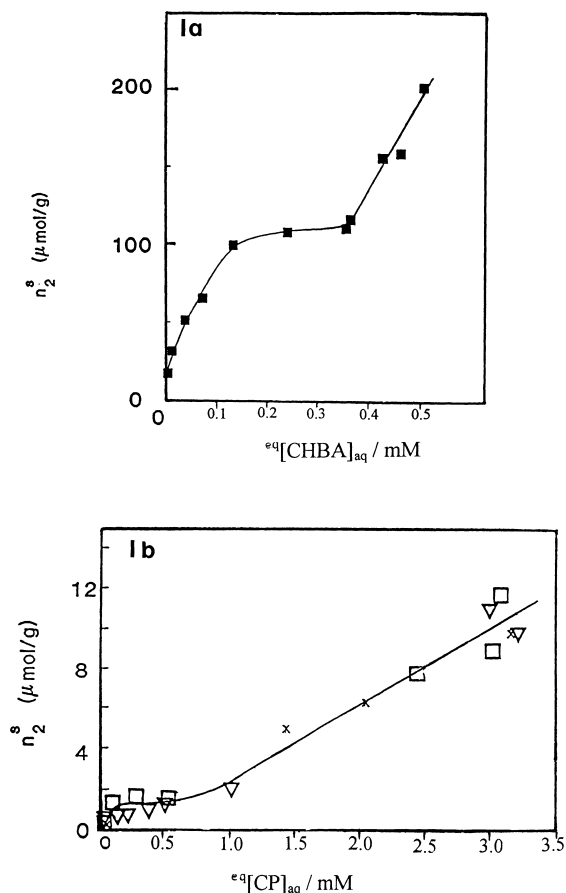 Ia
200
100
0
n₂ˢ (μmol/g)
0 0.1 0.2 0.3 0.4 0.5
ᵉq[CHBA]aq / mM
Ib
12
8
4
0
n₂ˢ (μmol/g)
0 0.5 1.0 1.5 2.0 2.5 3.0 3.5
ᵉq[CP]aq / mM